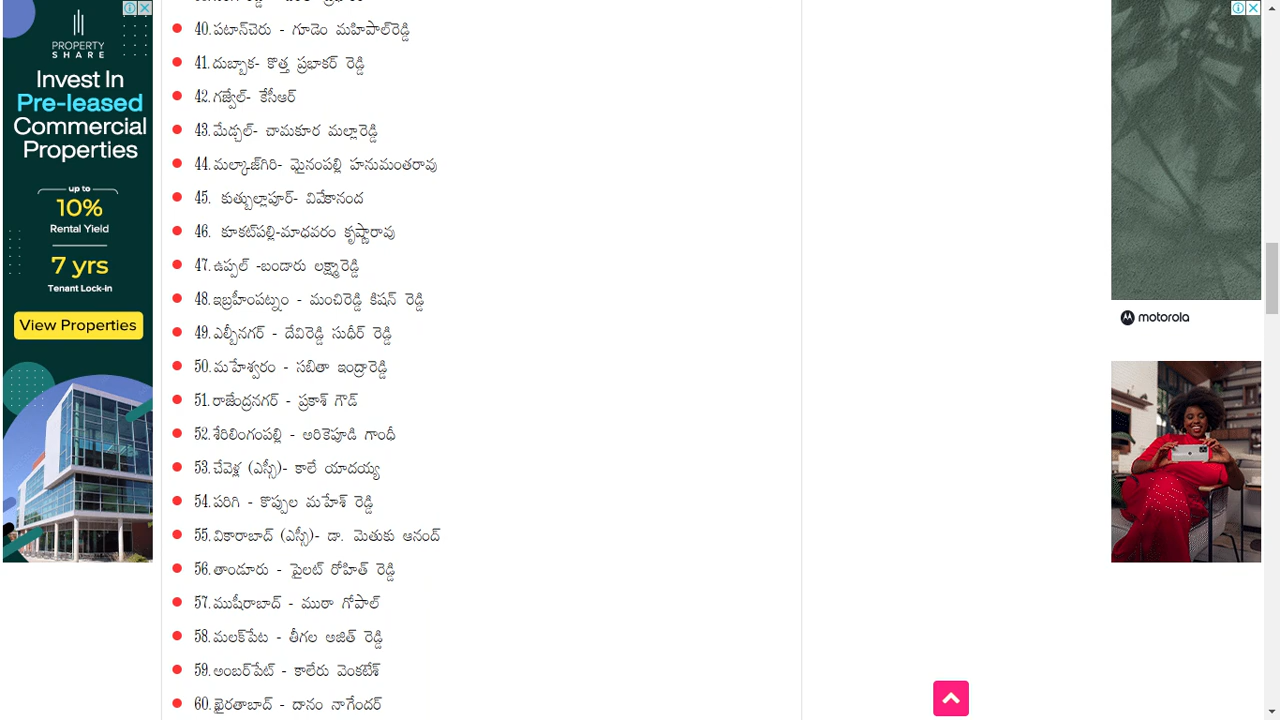 PROPERTY
SHARE
Invest In
Pre-leased
Commercial
Properties
up to
10%
Rental Yield
7 yrs
Tenant Lock-in
View Properties
40.పటాన్‌చెరు - గూడెం మహిపాల్‌రెడ్డి
41.దుబ్బాక- కొత్త ప్రభాకర్ రెడ్డి
42.గజ్వేల్- కేసీఆర్
43.మేడ్చల్- చామకూర మల్లారెడ్డి
44.మల్కాజ్‌గిరి- మైనంపల్లి హనుమంతరావు
45. కుత్బుల్లాపూర్- వివేకానంద
46. కూకట్‌పల్లి-మాధవరం కృష్ణారావు
47.ఉప్పల్ -బండారు లక్ష్మారెడ్డి
48.ఇబ్రహీంపట్నం - మంచిరెడ్డి కిషన్ రెడ్డి
49.ఎల్బీనగర్ - దేవిరెడ్డి సుధీర్ రెడ్డి
50.మహేశ్వరం - సబితా ఇంద్రారెడ్డి
51.రాజేంద్రనగర్ - ప్రకాశ్ గౌడ్
52.శేరిలింగంపల్లి - అరికెపూడి గాంధీ
53.చేవెళ్ల (ఎస్సీ)- కాలే యాదయ్య
54.పరిగి - కొప్పుల మహేశ్ రెడ్డి
55.వికారాబాద్ (ఎస్సీ)- డా. మెతుకు ఆనంద్
56.తాండూరు - పైలట్ రోహిత్ రెడ్డి
57.ముషీరాబాద్ - ముఠా గోపాల్
58.మలక్‌పేట - తీగల అజిత్ రెడ్డి
59.అంబర్‌పేట్ - కాలేరు వెంకటేశ్
60.ఖైరతాబాద్ - దానం నాగేందర్
motorola